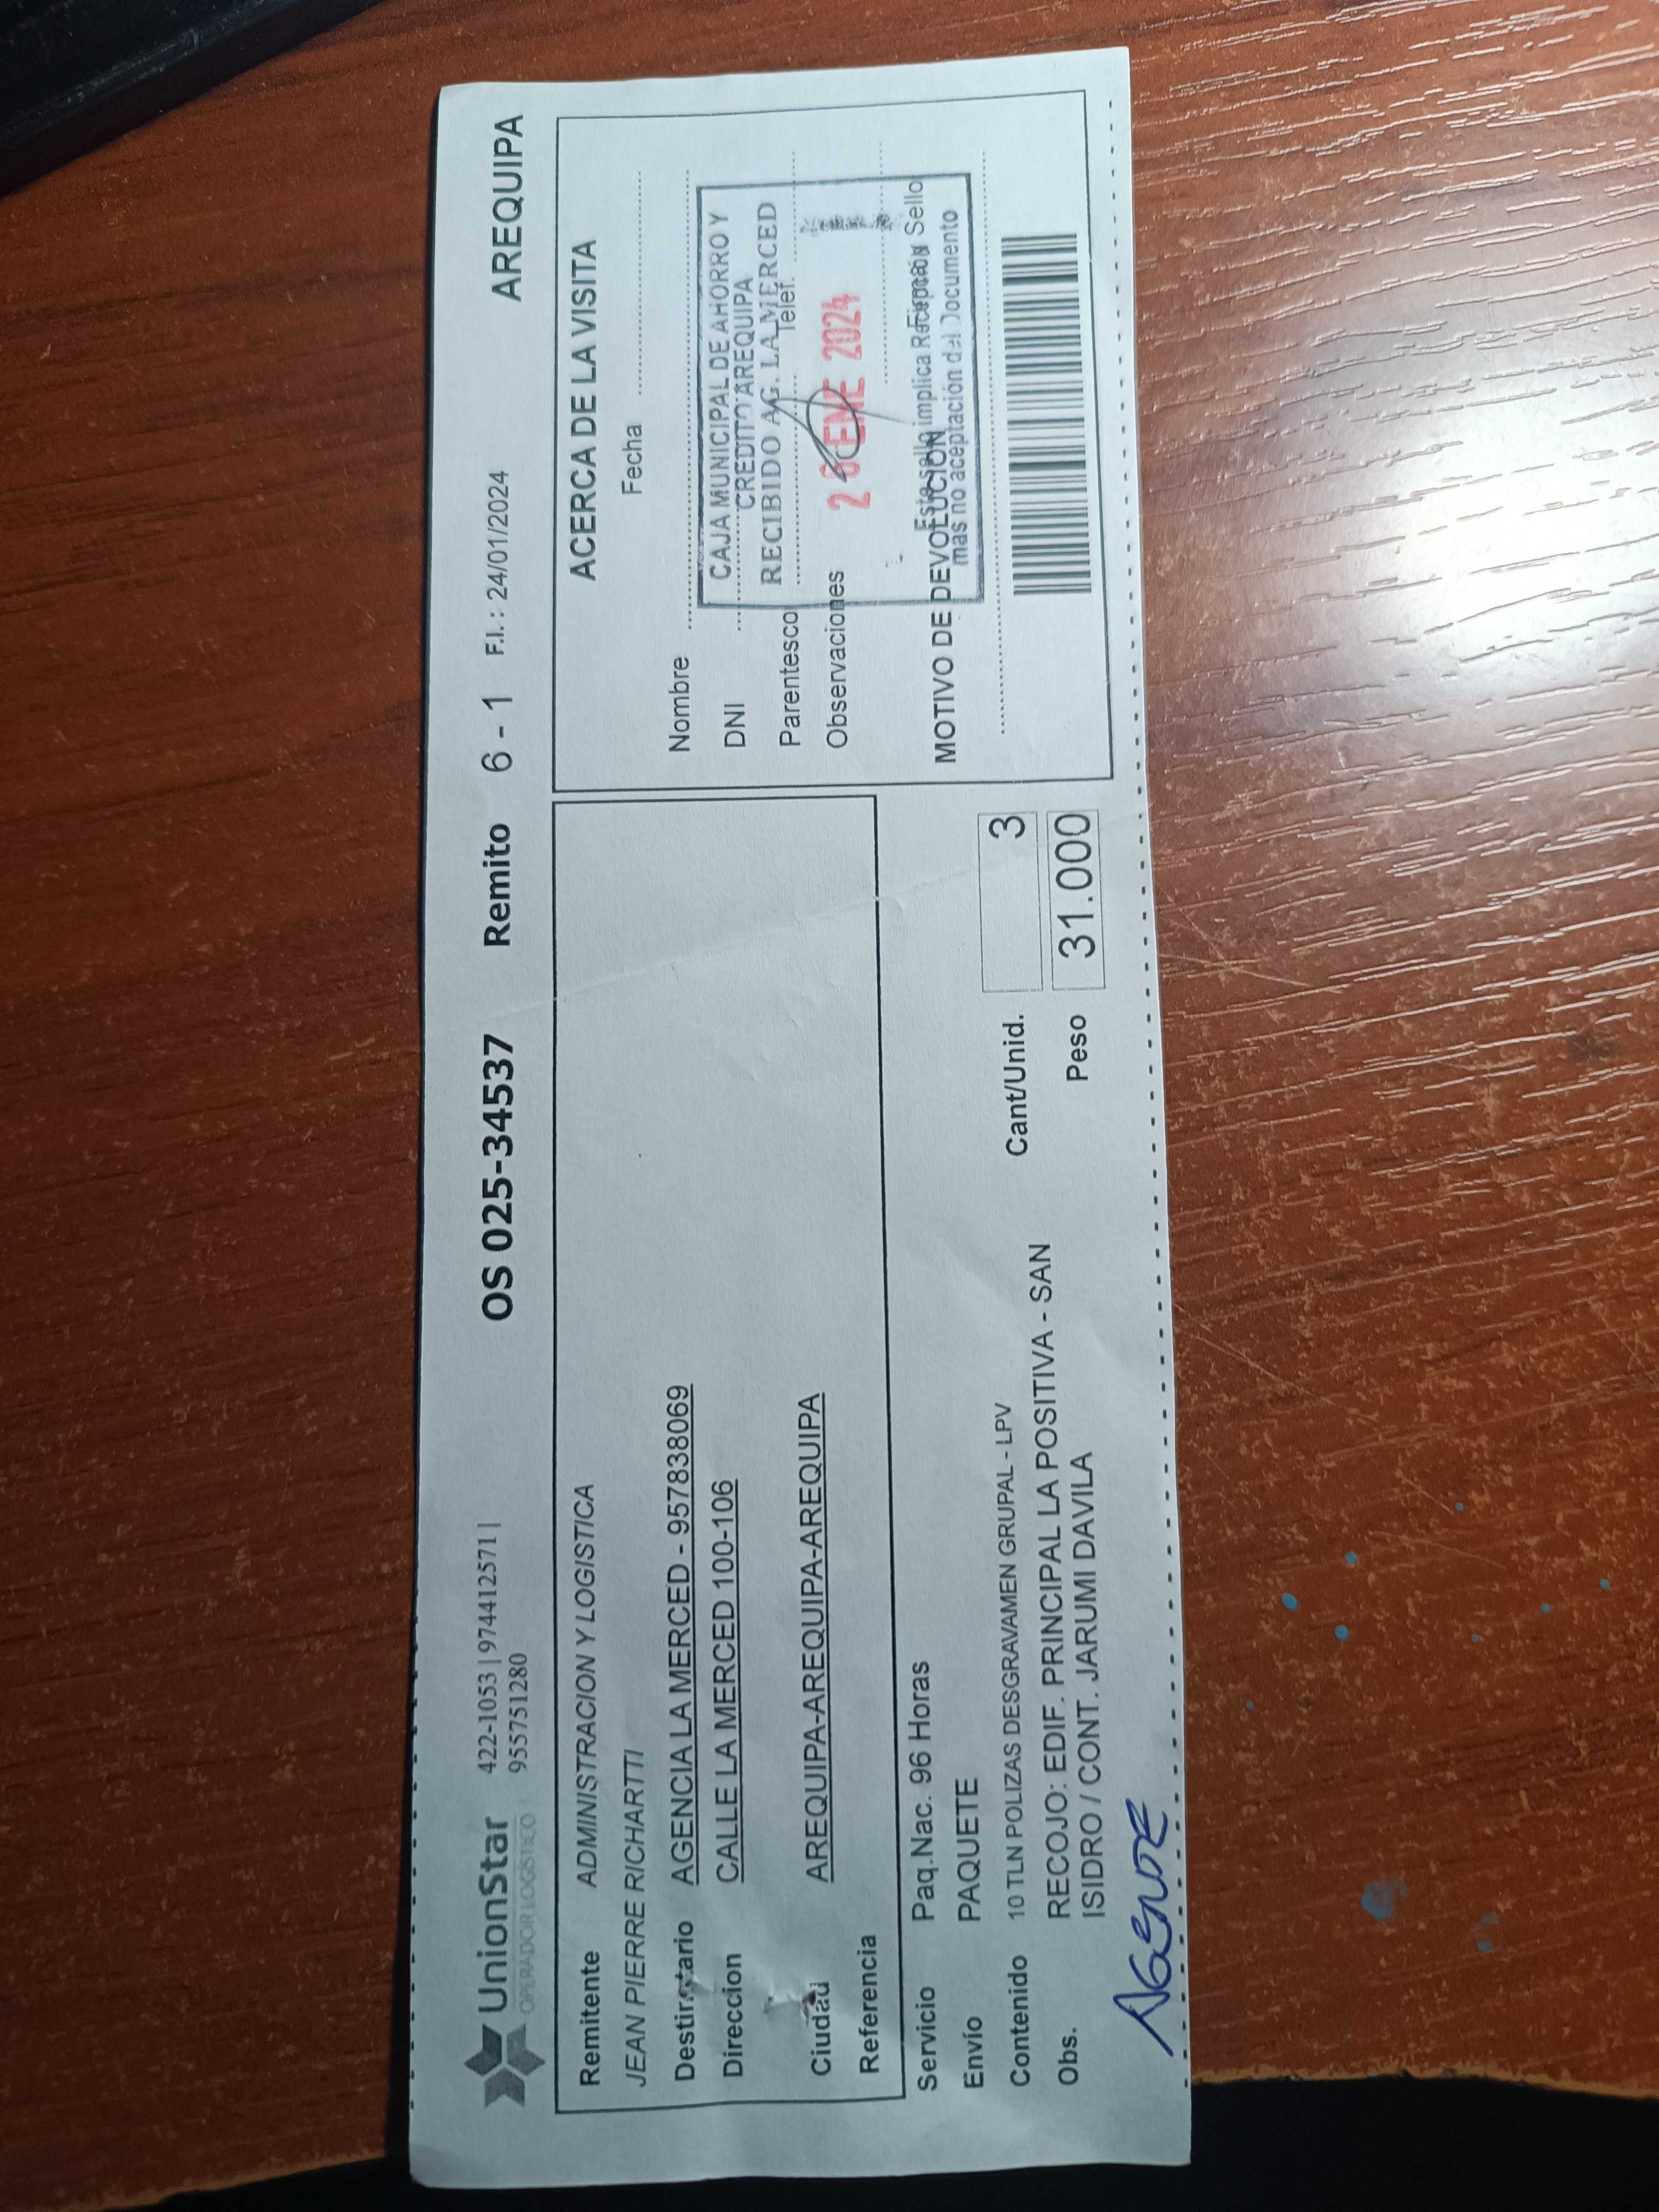 UnionStar
OPERADOR LOGÍSTICO
422-1053 | 974412571 |
955751280
OS 025-34537
Remito 6 - 1
F.I. : 24/01/2024
AREQUIPA
Remitente ADMINISTRACION Y LOGISTICA
JEAN PIERRE RICHARTTI
Destinatario AGENCIA LA MERCED - 957838069
Direccion CALLE LA MERCED 100-106
Ciudad AREQUIPA-AREQUIPA-AREQUIPA
Referencia
Servicio Paq.Nac. 96 Horas
Envío PAQUETE
Contenido 10 TLN POLIZAS DESGRAVAMEN GRUPAL - LPV
Obs. RECOJO: EDIF. PRINCIPAL LA POSITIVA - SAN
ISIDRO / CONT. JARUMI DAVILA
Cant/Unid. 3
Peso 31.000
AGENDE
ACERCA DE LA VISITA
Fecha
Nombre
DNI
Parentesco
Telef.
Observaciones
MOTIVO DE DEVOLUCION
CAJA MUNICIPAL DE AHORRO Y
CREDITO AREQUIPA
RECIBIDO AG. LA MERCED
ENE 2024
Este sello implica Recepción
mas no aceptación del Documento
Sello